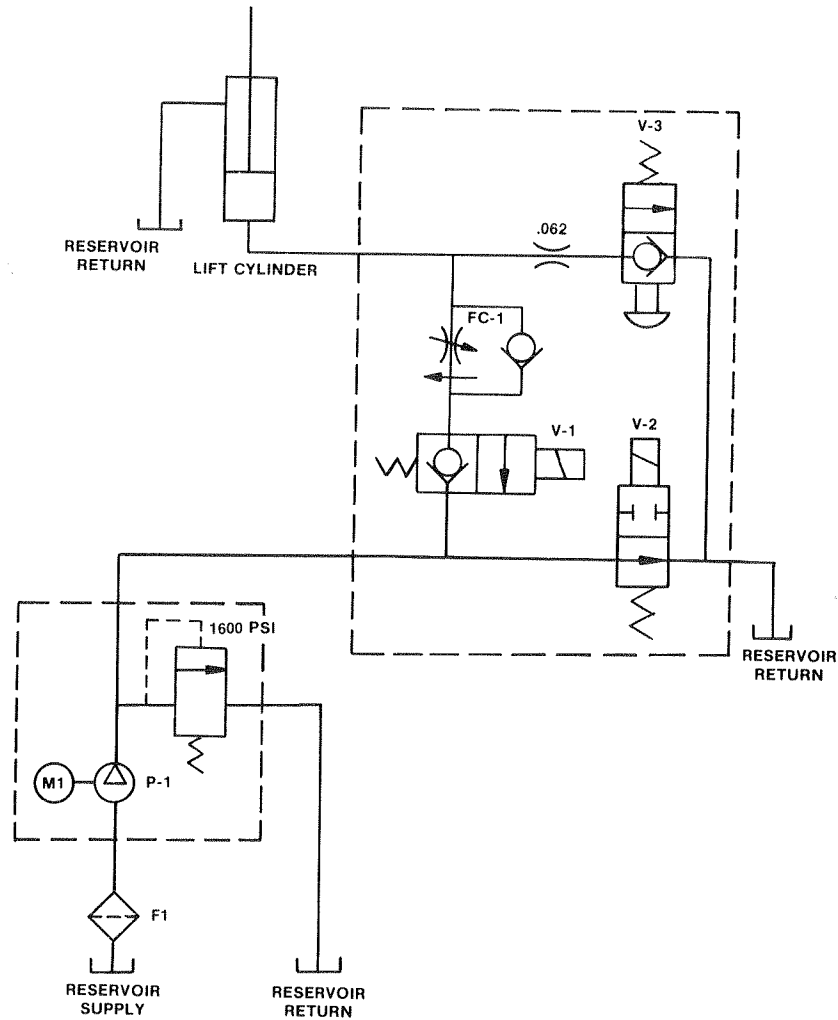 V-3
.062
RESERVOIR
RETURN
LIFT CYLINDER
FC-1
V-1
V-2
1600 PSI
RESERVOIR
RETURN
M1
P-1
F1
RESERVOIR
SUPPLY
RESERVOIR
RETURN